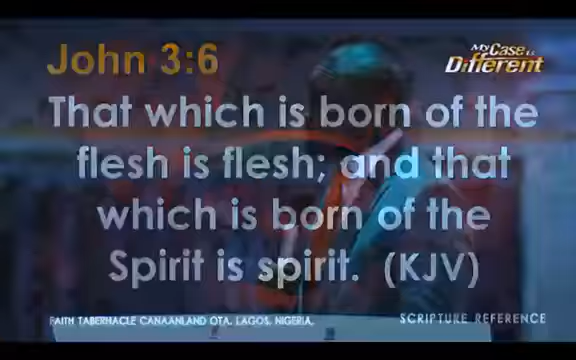 John 3:6
My Case is
Different
That which is born of the
flesh is flesh; and that
which is born of the
Spirit is spirit. (KJV)
FAITH TABERNACLE CANAANLAND OTA, LAGOS, NIGERIA,
SCRIPTURE REFERENCE